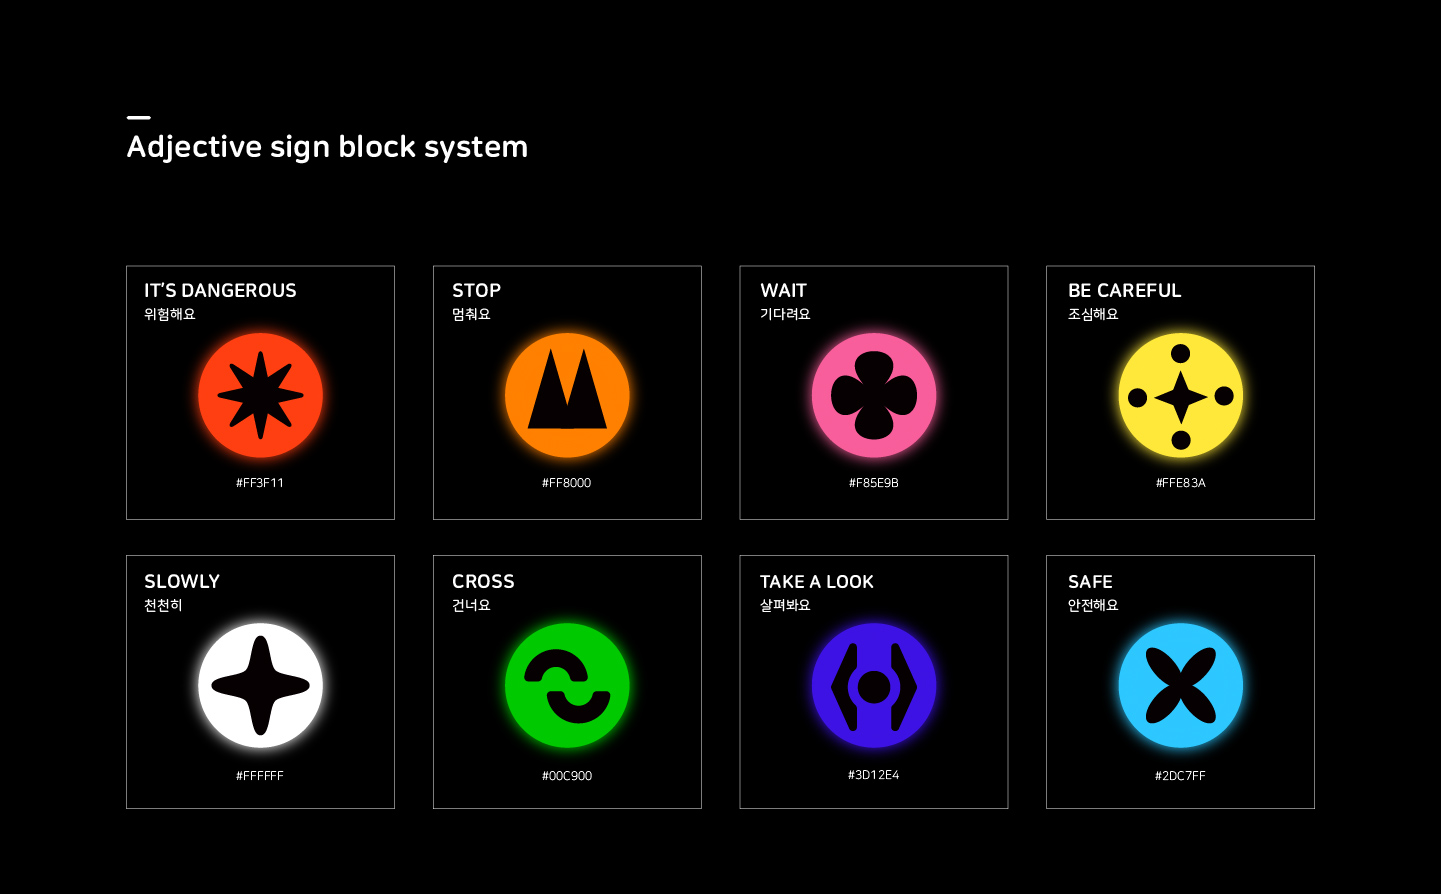 Adjective sign block system
IT'S DANGEROUS
위험해요
#FF3F11
STOP
멈춰요
#FF8000
WAIT
기다려요
#F85E9B
BE CAREFUL
조심해요
#FFE83A
SLOWLY
천천히
#FFFFFF
CROSS
건너요
#00C900
TAKE A LOOK
살펴봐요
#3D12E4
SAFE
안전해요
#2DC7FF